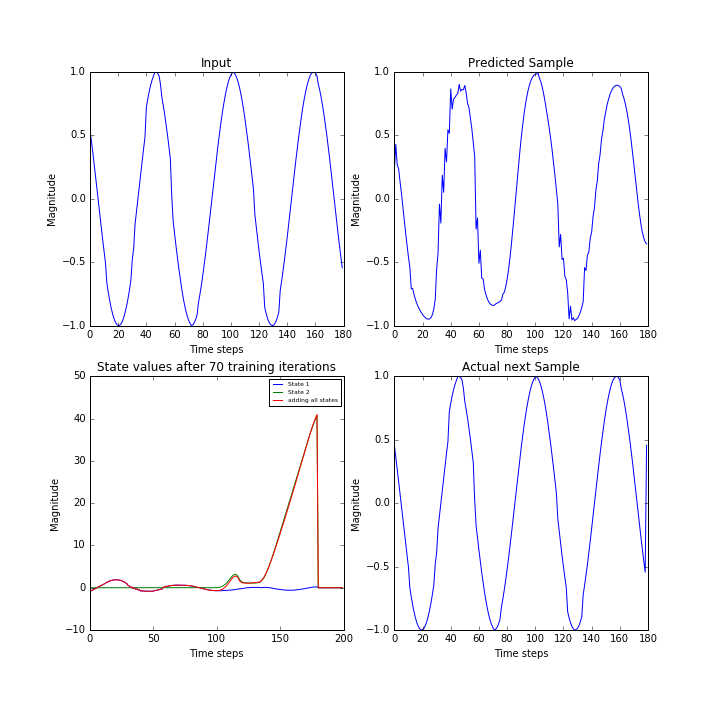 Input
1.0
0.5
0.0
−0.5
−1.0
Magnitude
0 20 40 60 80 100 120 140 160 180
Time steps
Predicted Sample
1.0
0.5
0.0
−0.5
−1.0
Magnitude
0 20 40 60 80 100 120 140 160 180
Time steps
State values after 70 training iterations
50
40
30
20
10
0
−10
Magnitude
State 1
State 2
adding all states
0 50 100 150 200
Time steps
Actual next Sample
1.0
0.5
0.0
−0.5
−1.0
Magnitude
0 20 40 60 80 100 120 140 160 180
Time steps